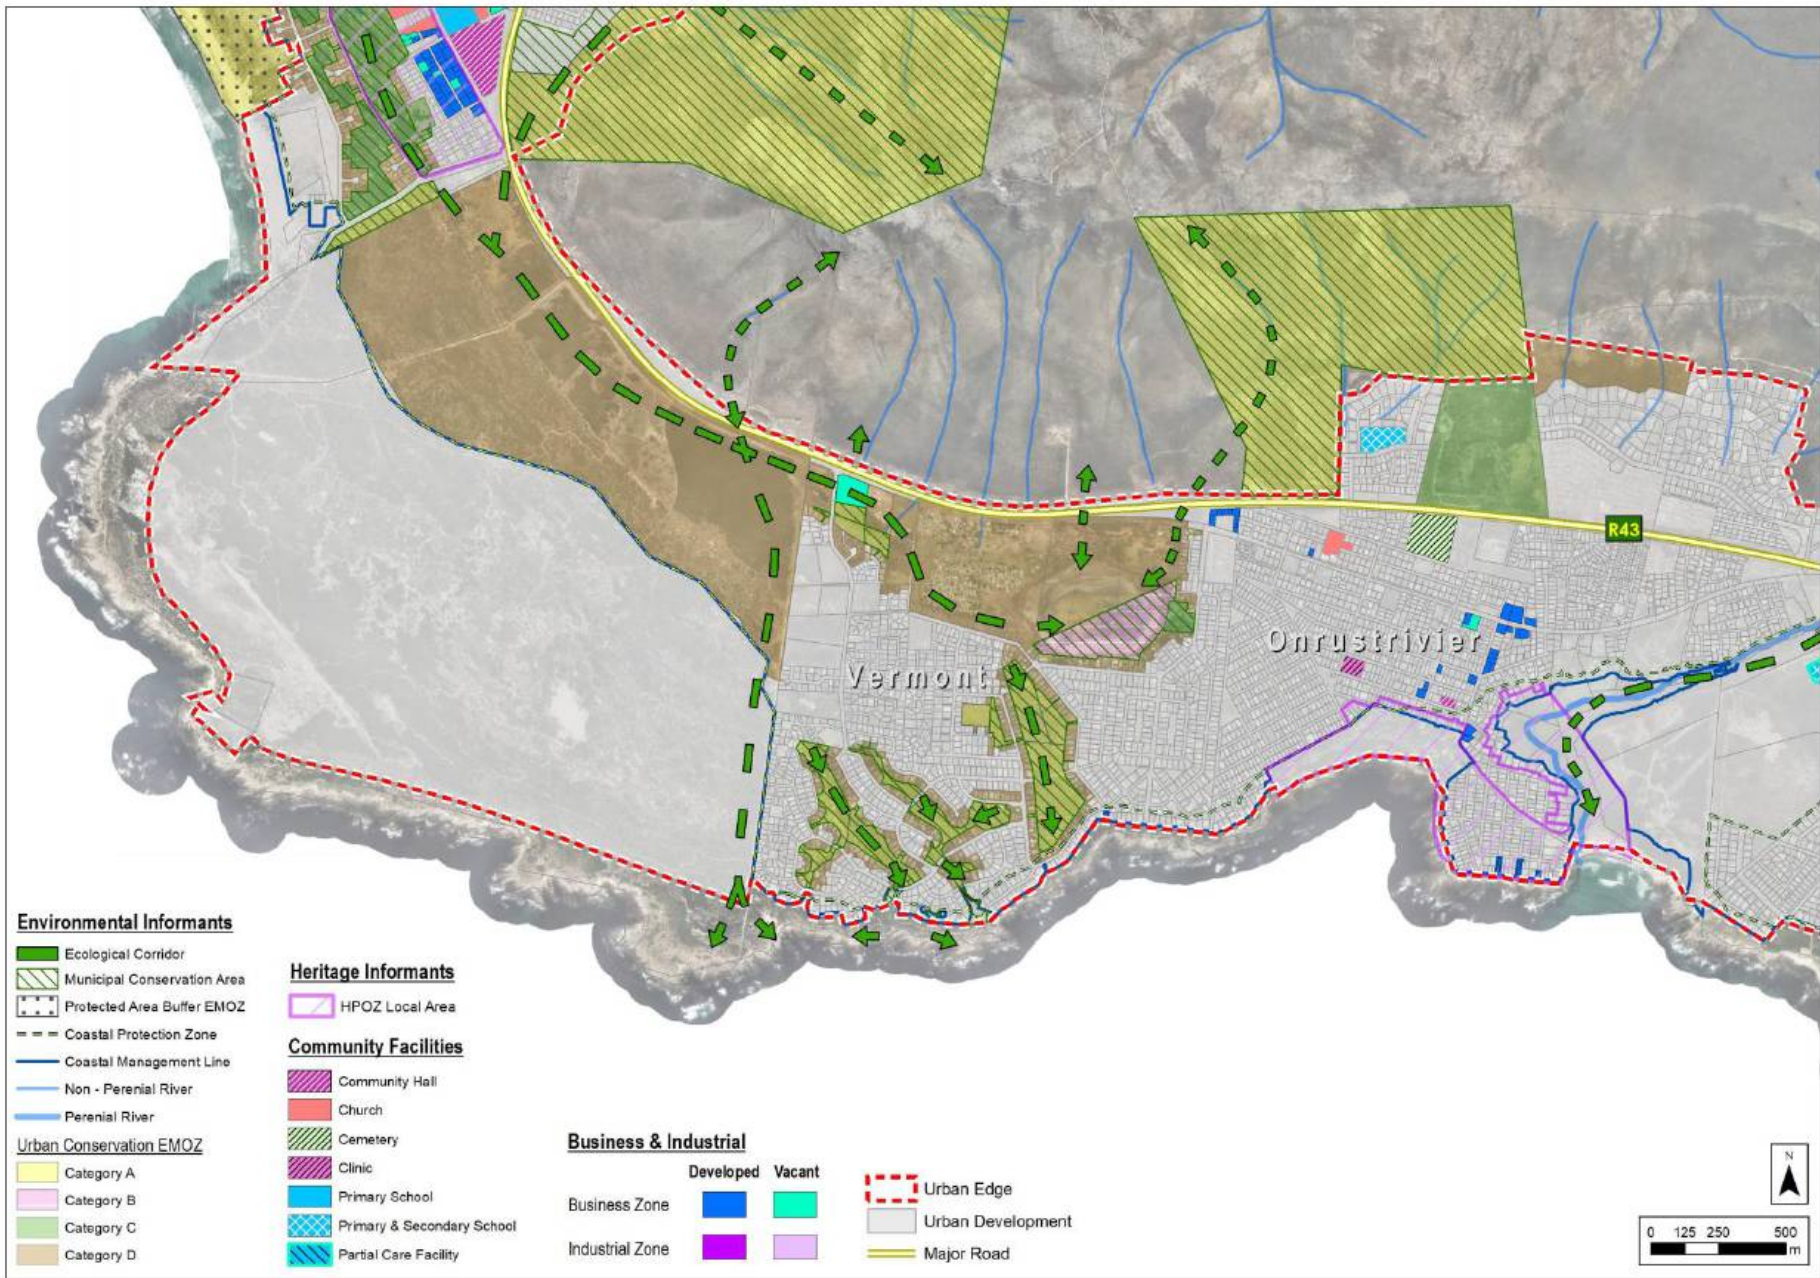 R43
Onrustrivier
Vermont
Environmental Informants
Ecological Corridor
Municipal Conservation Area
Protected Area Buffer EMOZ
Coastal Protection Zone
Coastal Management Line
Non - Perenial River
Perenial River
Urban Conservation EMOZ
Category A
Category B
Category C
Category D
Heritage Informants
HPOZ Local Area
Community Facilities
Community Hall
Church
Cemetery
Clinic
Primary School
Primary & Secondary School
Partial Care Facility
Business & Industrial
Developed Vacant
Business Zone
Industrial Zone
Urban Edge
Urban Development
Major Road
N
0 125 250 500
m